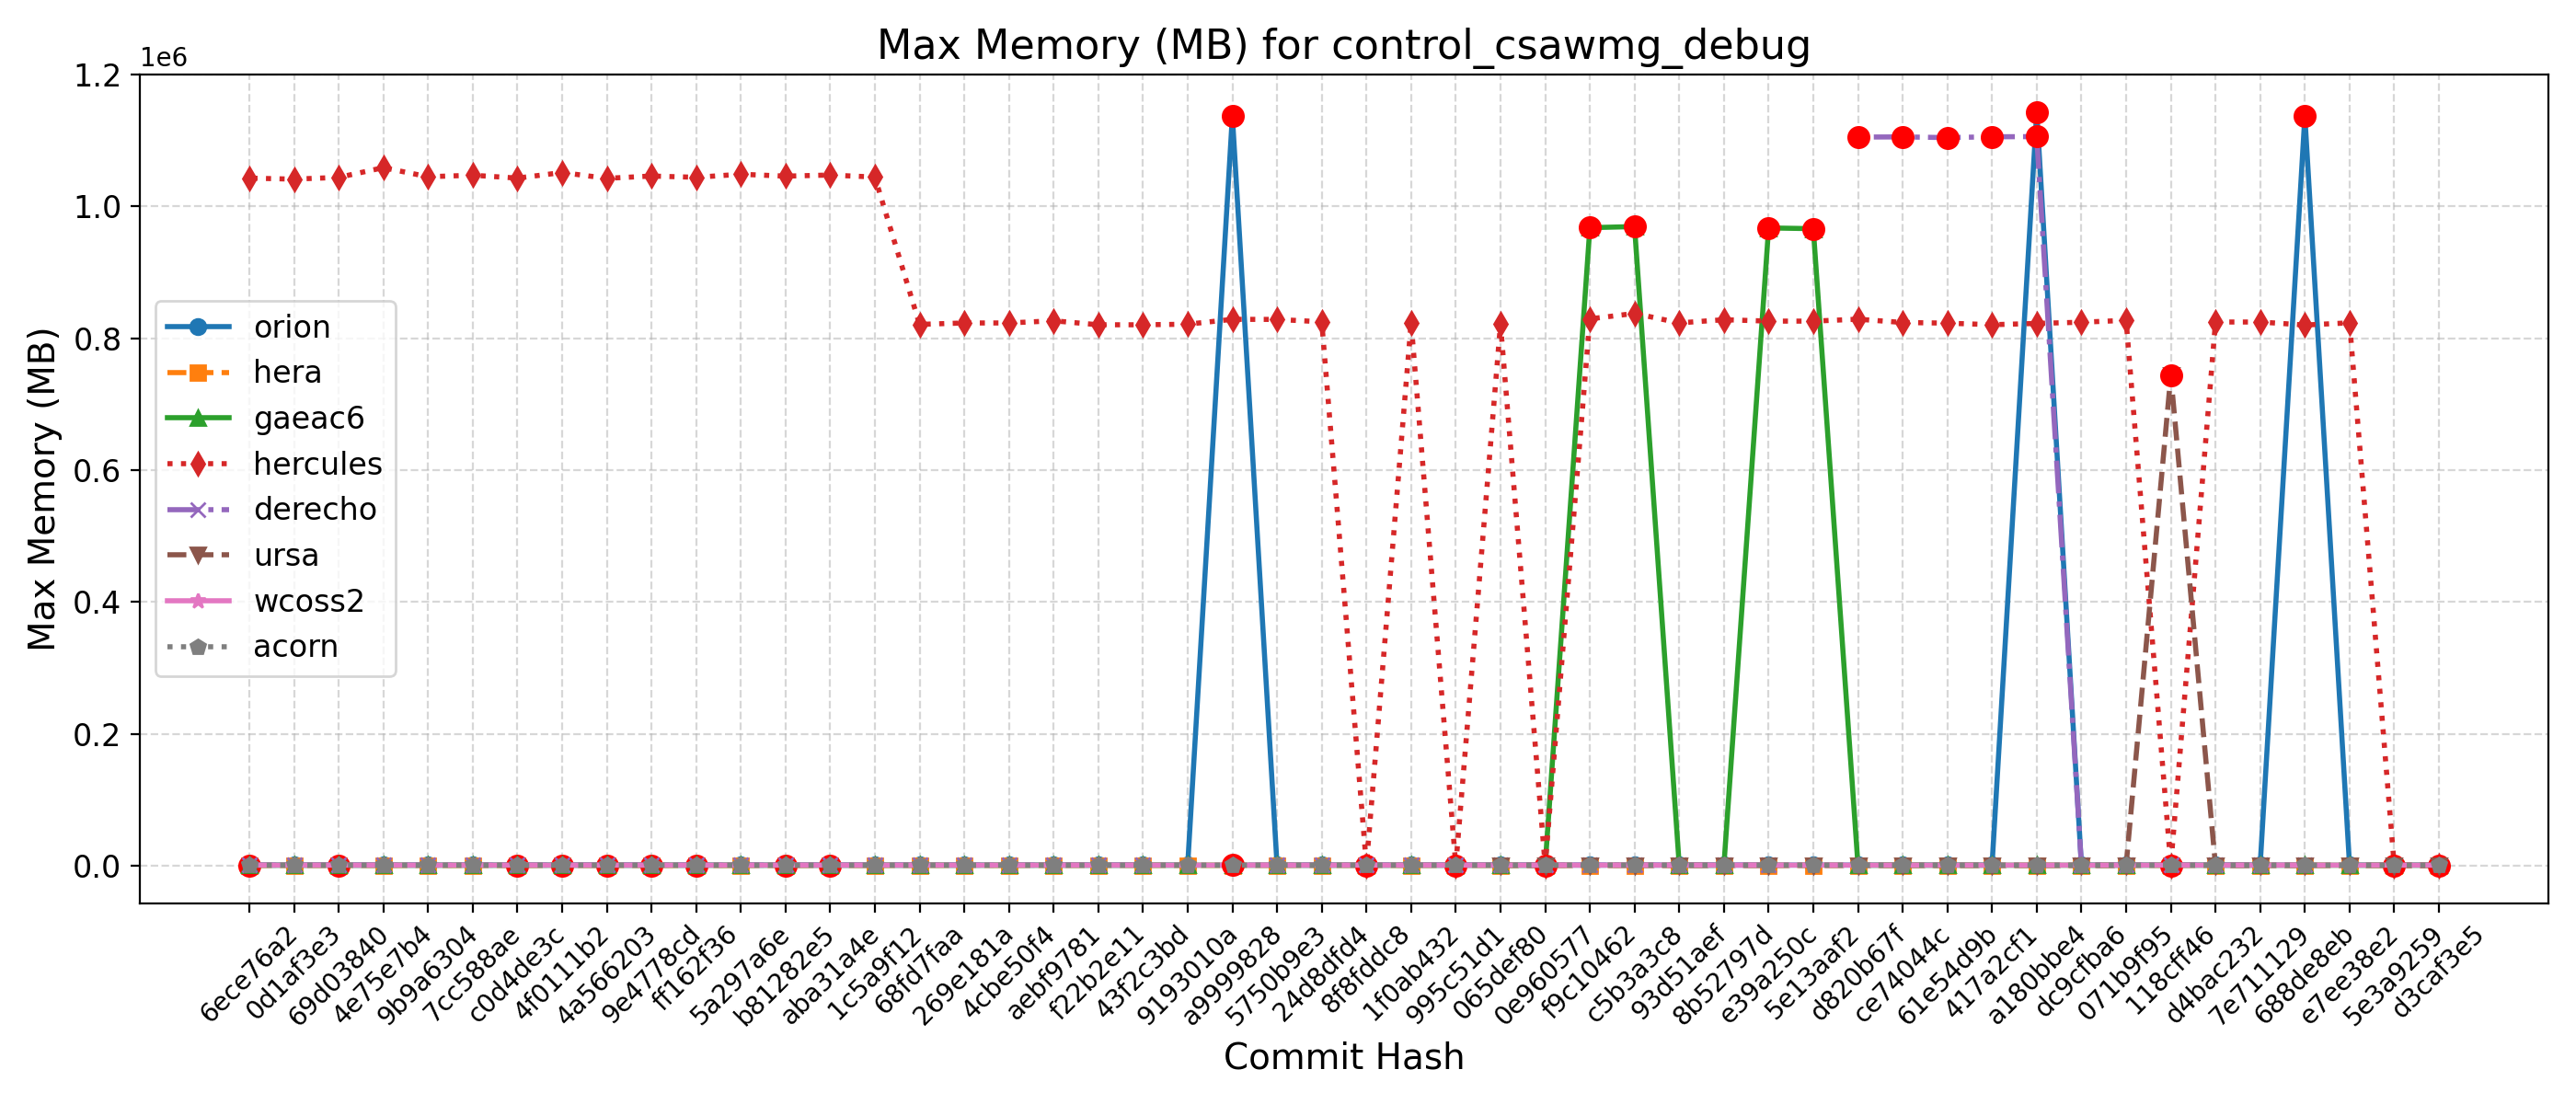 Max Memory (MB) for control_csawmg_debug
1e6
1.2
1.0
0.8
0.6
0.4
0.2
0.0
Max Memory (MB)
orion
hera
gaeac6
hercules
derecho
ursa
wcoss2
acorn
6ece76a2
0d1af3e3
69d03840
4e75e7b4
9b9a6304
7cc588ae
c0d4de3c
4f0111b2
4a566203
9e4778cd
ff162f36
5a297a6e
b81282e5
aba31a4e
1c5a9f12
68fd7faa
269e181a
4cbe50f4
aebf9781
f22b2e11
43f2c3bd
9193010a
a9999828
5750b9e3
24d8dfd4
8f8fddc8
1f0ab432
995c51d1
065def80
0e960577
f9c10462
c5b3a3c8
93d51aef
8b52797d
e39a250c
5e13aaf2
d820b67f
ce74044c
61e54d9b
417a2cf1
a180bbe4
dc9cfba6
071b9f95
118cff46
d4bac232
7e711129
688de8eb
e7ee38e2
5e3a9259
d3caf3e5
Commit Hash